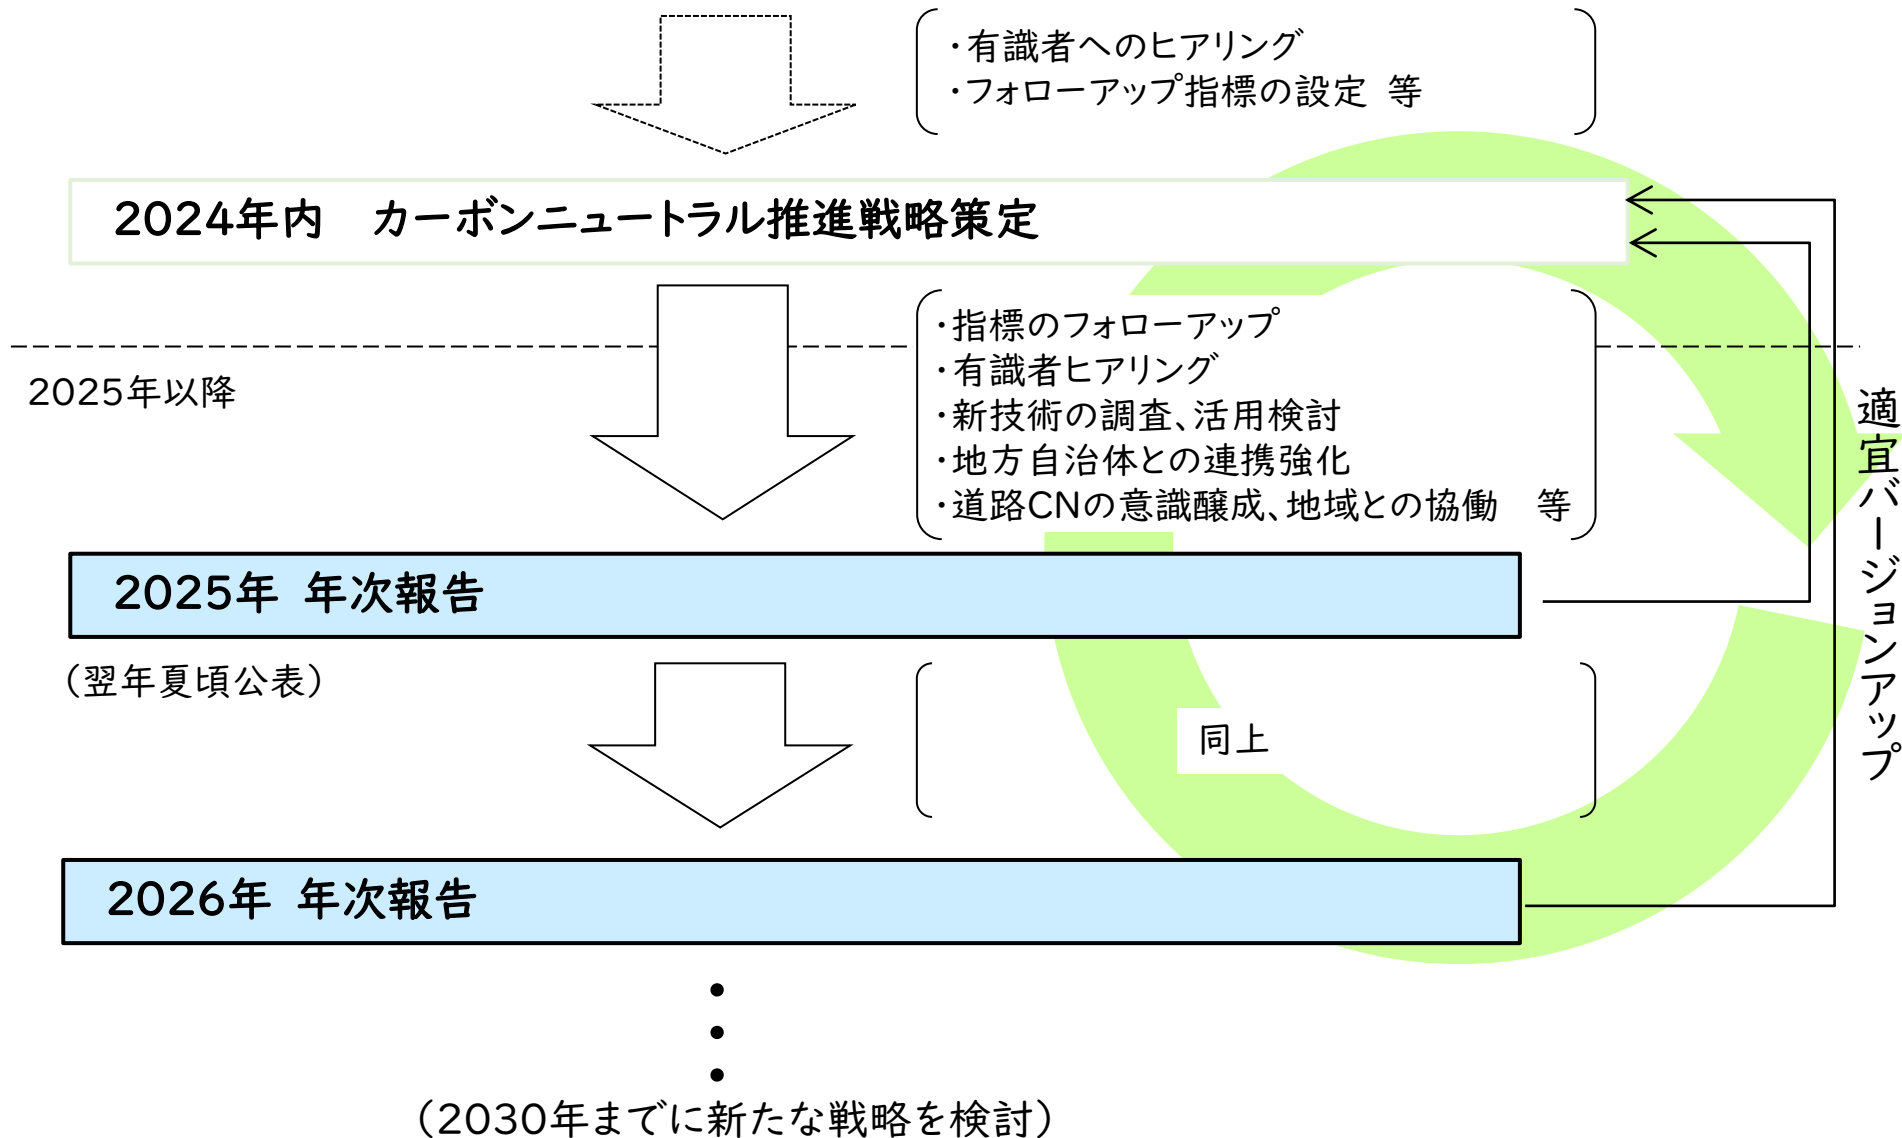 ・有識者へのヒアリング
・フォローアップ指標の設定 等
2024年内　カーボンニュートラル推進戦略策定
・指標のフォローアップ
・有識者ヒアリング
・新技術の調査、活用検討
・地方自治体との連携強化
・道路CNの意識醸成、地域との協働　等
2025年以降
適宜バージョンアップ
2025年 年次報告
（翌年夏頃公表）
同上
2026年 年次報告
（2030年までに新たな戦略を検討）